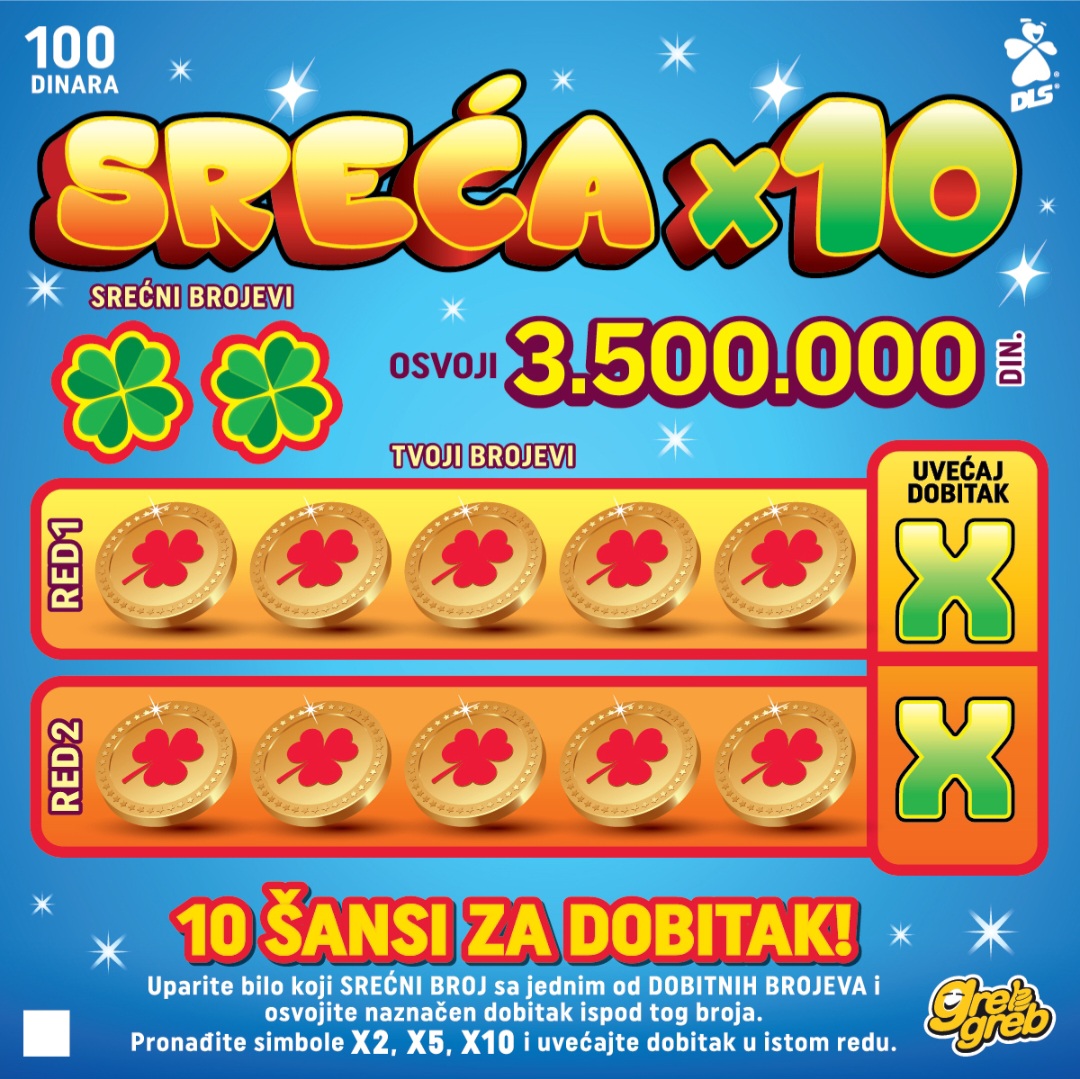 100
DINARA
DLS
SREĆA x10
SREĆNI BROJEVI
OSVOJI 3.500.000 DIN.
TVOJI BROJEVI
UVEĆAJ
DOBITAK
RED1
X
RED2
X
10 ŠANSI ZA DOBITAK!
Uparite bilo koji SREĆNI BROJ sa jednim od DOBITNIH BROJEVA i
osvojite naznačen dobitak ispod tog broja.
Pronađite simbole X2, X5, X10 i uvećajte dobitak u istom redu.
greb
greb